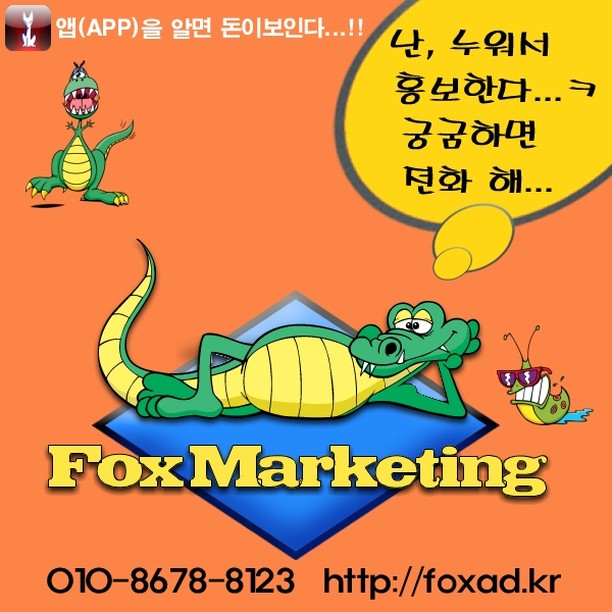 앱(APP)을 알면 돈이보인다...!!
난, 누워서
홍보한다...ㅋ
궁굼하면
전화 해...
FoxMarketing
010-8678-8123 http://foxad.kr